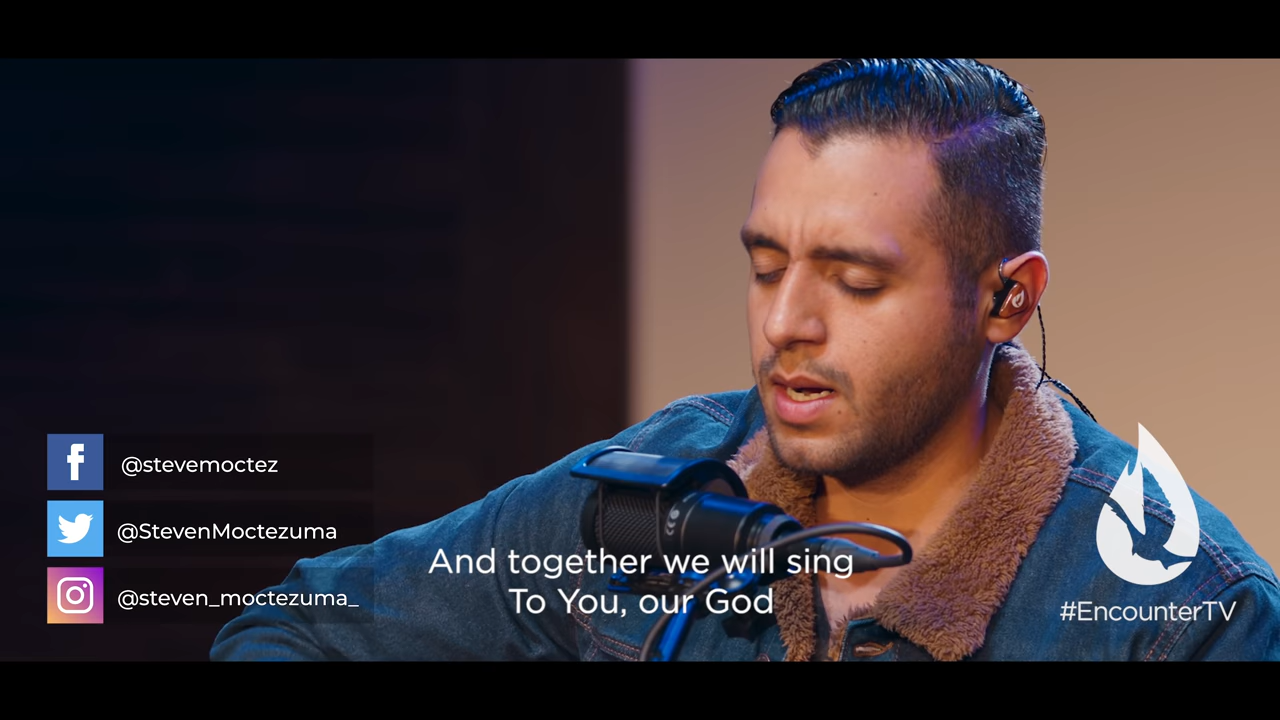 @stevemoctez
@StevenMoctezuma
@steven_moctezuma_
And together we will sing
To You, our God
#EncounterTV